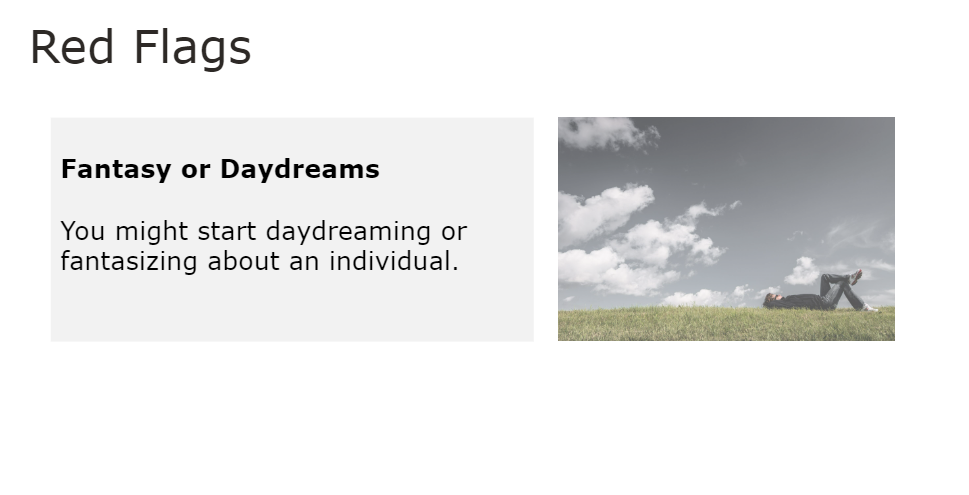 Red Flags
Fantasy or Daydreams
You might start daydreaming or
fantasizing about an individual.